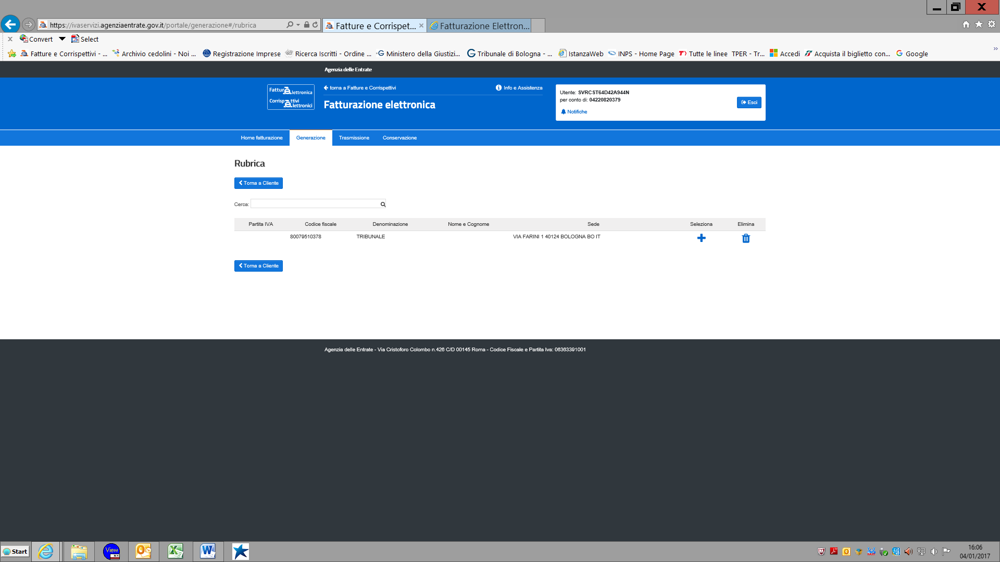 https://ivaservizi.agenziaentrate.gov.it/portale/generazione#/rubrica
Fatture e Corrispet...
Fatturazione Elettron...
Convert
Select
Fatture e Corrispettivi - ...
Archivio cedolini - Noi ...
Registrazione Imprese
Ricerca Iscritti - Ordine ...
Ministero della Giustizi...
Tribunale di Bologna - ...
IstanzaWeb
INPS - Home Page
Tutte le linee TPER - Tr...
Accedi
Acquista il biglietto con...
Google
Agenzia delle Entrate
Fattur@lettronica
Corrisp@ttivi
@lettronici
torna a Fatture e Corrispettivi
Info e Assistenza
Fatturazione elettronica
Utente: SVRCST64D42A944N
per conto di: 04220820379
Notifiche
Esci
Home fatturazione
Generazione
Trasmissione
Conservazione
Rubrica
Torna a Cliente
Cerca:
Partita IVA Codice fiscale Denominazione Nome e Cognome Sede Seleziona Elimina
80079510378 TRIBUNALE VIA FARINI 1 40124 BOLOGNA BO IT
Torna a Cliente
Agenzia delle Entrate - Via Cristoforo Colombo n.426 C/D 00145 Roma - Codice Fiscale e Partita Iva: 06363391001
Start
View
N1
16:06
04/01/2017